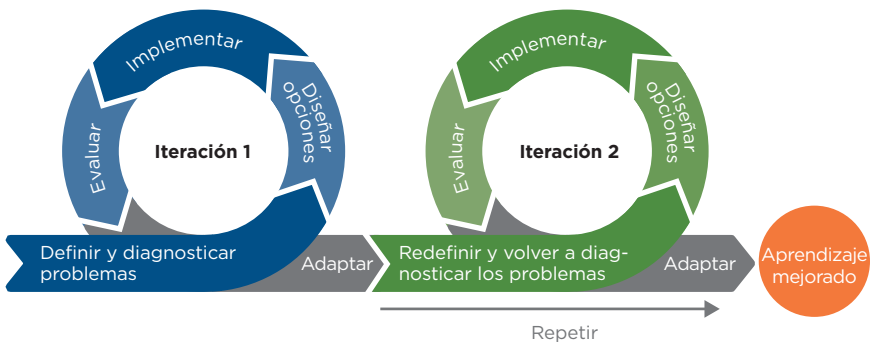 Implementar
Diseñar
opciones
Evaluar
Iteración 1
Definir y diagnosticar
problemas
Adaptar
Implementar
Diseñar
opciones
Evaluar
Iteración 2
Redefinir y volver a diag-
nosticar los problemas
Adaptar
Aprendizaje
mejorado
Repetir